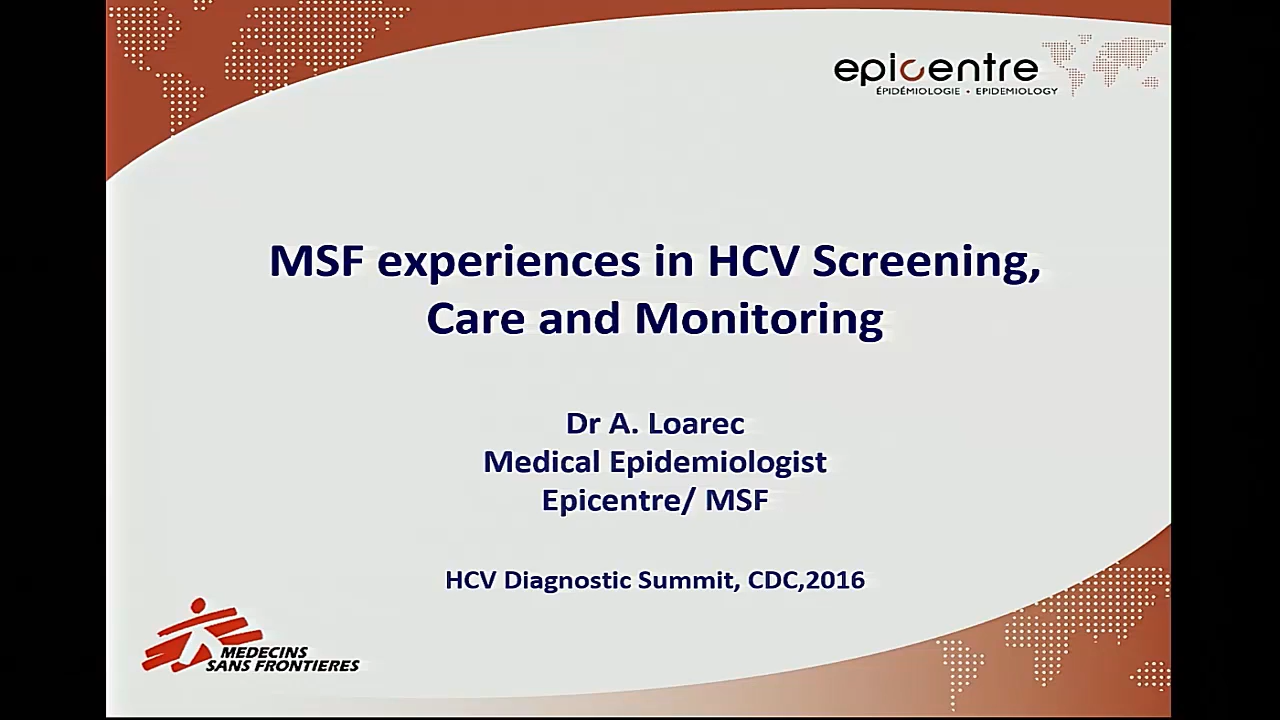 epicentre
ÉPIDÉMIOLOGIE • EPIDEMIOLOGY
MSF experiences in HCV Screening,
Care and Monitoring
Dr A. Loarec
Medical Epidemiologist
Epicentre/ MSF
HCV Diagnostic Summit, CDC,2016
MEDECINS
SANS FRONTIERES